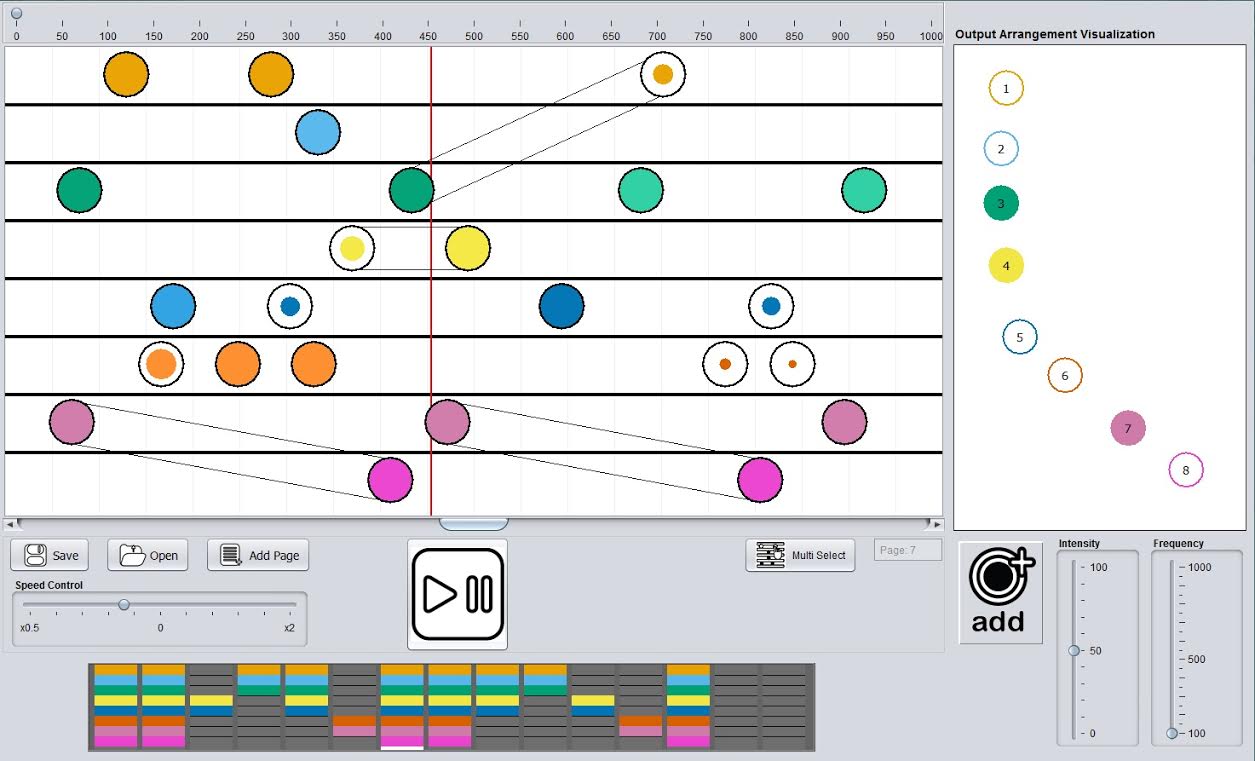 0 50 100 150 200 250 300 350 400 450 500 550 600 650 700 750 800 850 900 950 1000
Output Arrangement Visualization
1
2
3
4
5
6
7
8
Save Open Add Page Multi Select Page: 7
Speed Control
x0.5 0 x2
add
Intensity
100
50
0
Frequency
1000
500
100